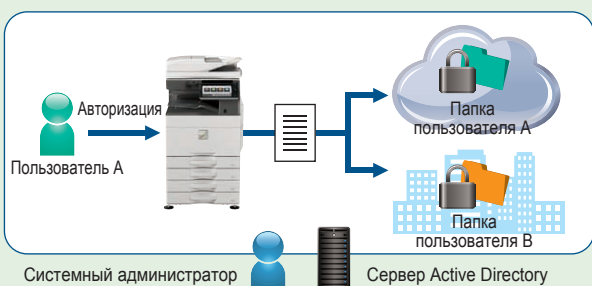 Авторизация
Пользователь A
Папка
пользователя A
Папка
пользователя B
Системный администратор
Сервер Active Directory